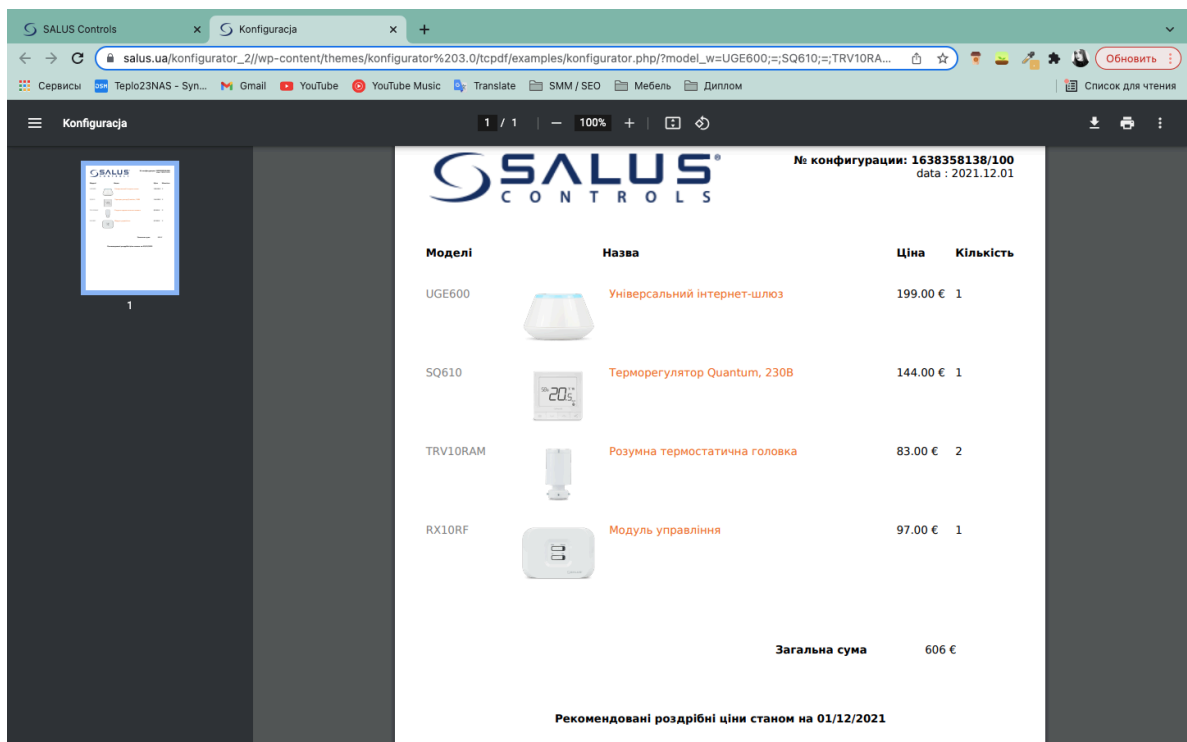 SALUS Controls
Konfiguracja
salus.ua/konfigurator_2//wp-content/themes/konfigurator%203.0/tcpdf/examples/konfigurator.php/?model_w=UGE600;=;SQ610;=;TRV10RA...
Обновить
Сервисы
Teplo23NAS - Syn...
Gmail
YouTube
YouTube Music
Translate
SMM / SEO
Мебель
Диплом
Список для чтения
Konfiguracja
1 / 1
100%
1
SALUS
CONTROLS
№ конфигурации: 1638358138/100
data : 2021.12.01
Моделі Назва Ціна Кількість
UGE600 Універсальний інтернет-шлюз 199.00 € 1
SQ610 Терморегулятор Quantum, 230В 144.00 € 1
TRV10RAM Розумна термостатична головка 83.00 € 2
RX10RF Модуль управління 97.00 € 1
Загальна сума 606 €
Рекомендовані роздрібні ціни станом на 01/12/2021